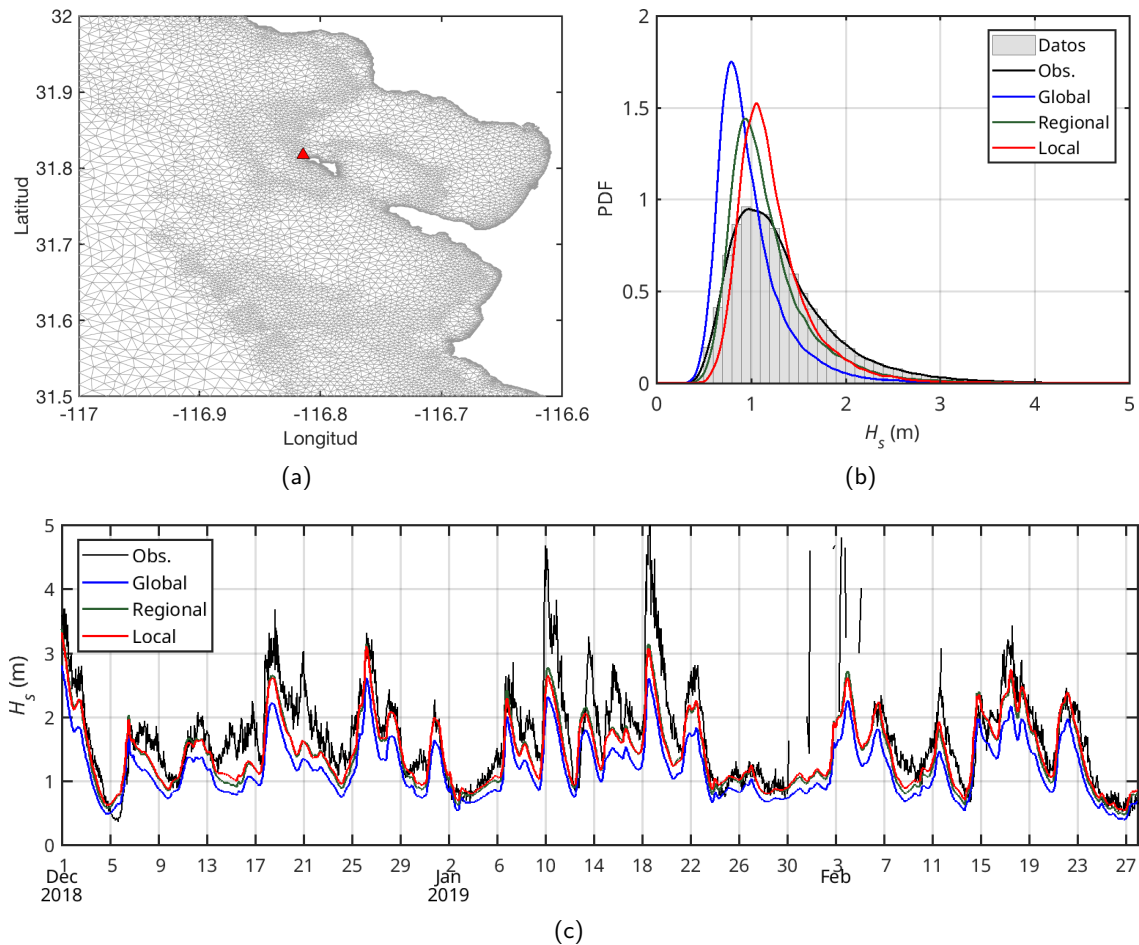 32
31.9
31.8
31.7
31.6
31.5
Latitud
-117
-116.9
-116.8
-116.7
-116.6
Longitud
(a)
2
1.5
1
0.5
0
PDF
Datos
Obs.
Global
Regional
Local
0
1
2
3
4
5
Hs (m)
(b)
5
4
3
2
1
0
Hs (m)
Obs.
Global
Regional
Local
1 5 9 13 17 21 25 29 2 6 10 14 18 22 26 30 3 7 11 15 19 23 27
Dec Jan Feb
2018 2019
(c)